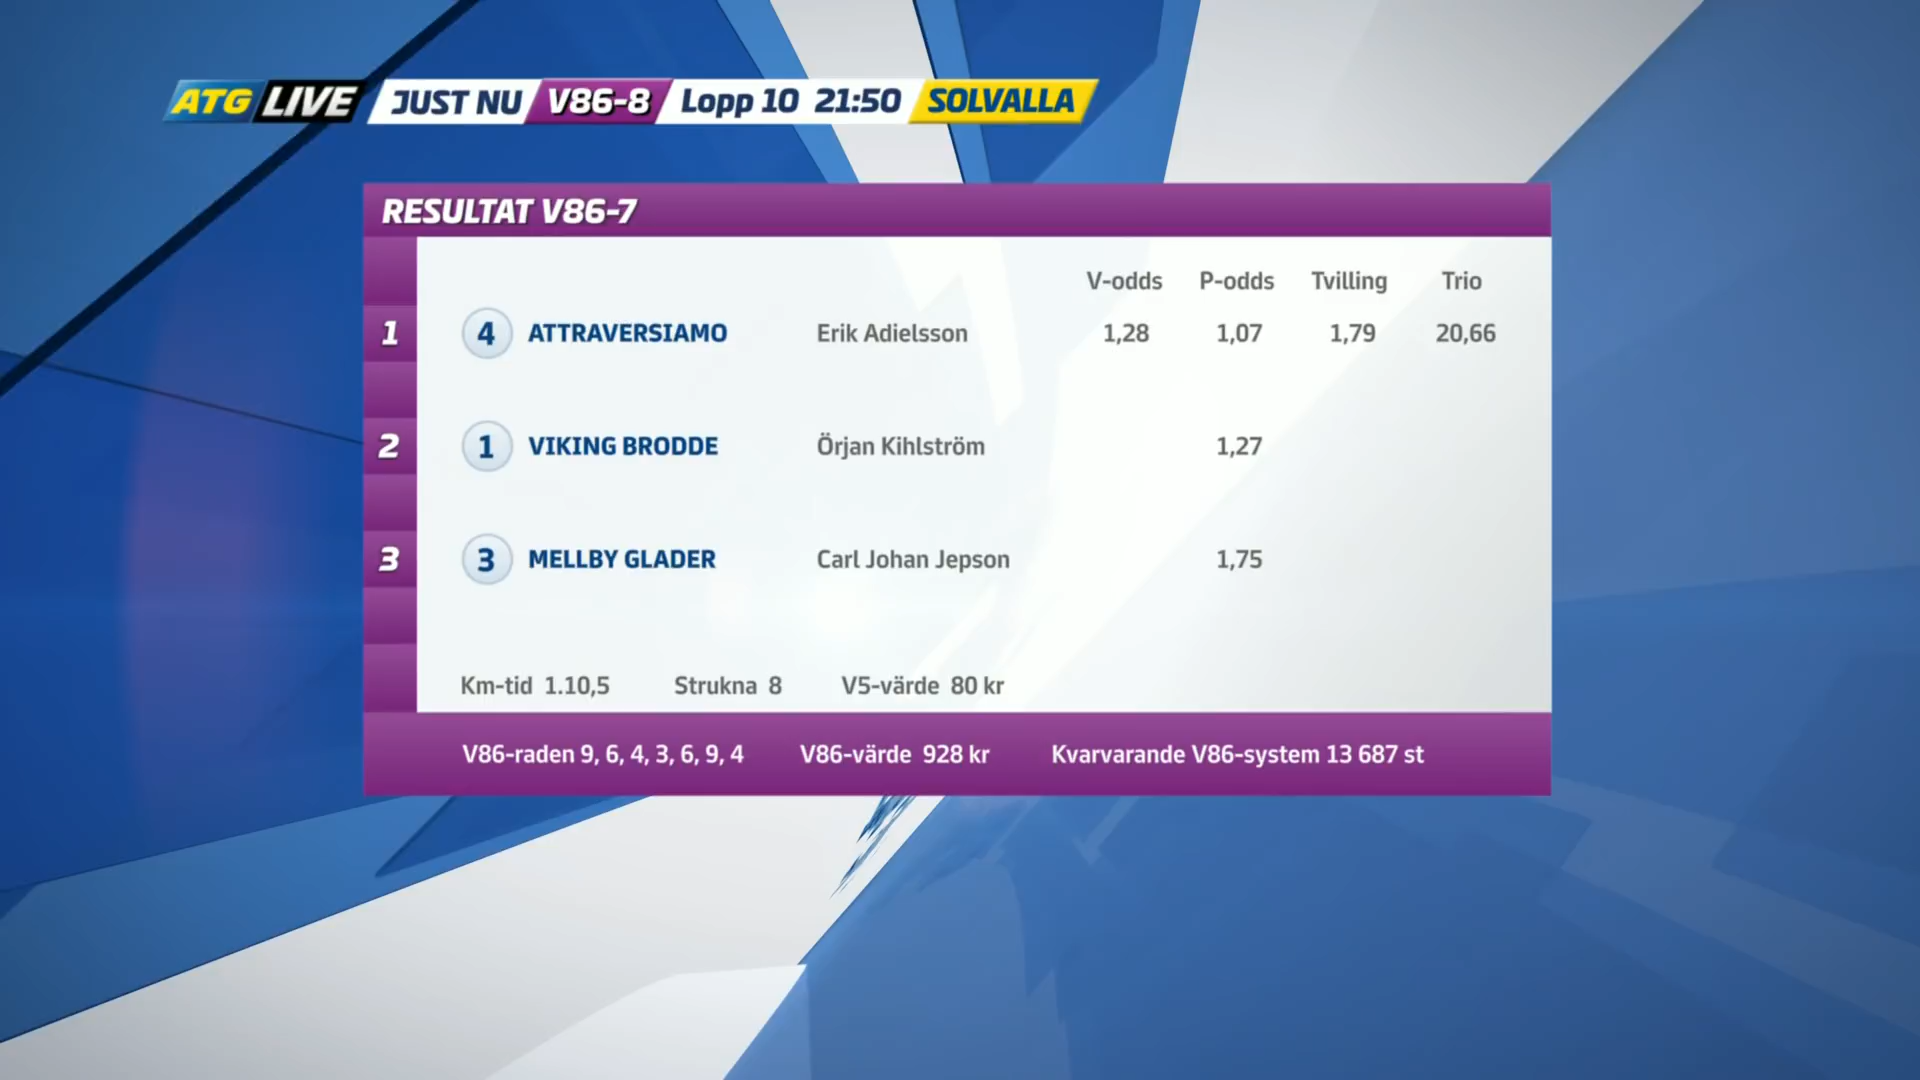 ATG LIVE JUST NU V86-8 Lopp 10 21:50 SOLVALLA
RESULTAT V86-7
V-odds P-odds Tvilling Trio
1 4 ATTRAVERSIAMO Erik Adielsson 1,28 1,07 1,79 20,66
2 1 VIKING BRODDE Örjan Kihlström 1,27
3 3 MELLBY GLADER Carl Johan Jepson 1,75
Km-tid 1.10,5 Strukna 8 V5-värde 80 kr
V86-raden 9, 6, 4, 3, 6, 9, 4 V86-värde 928 kr Kvarvarande V86-system 13 687 st